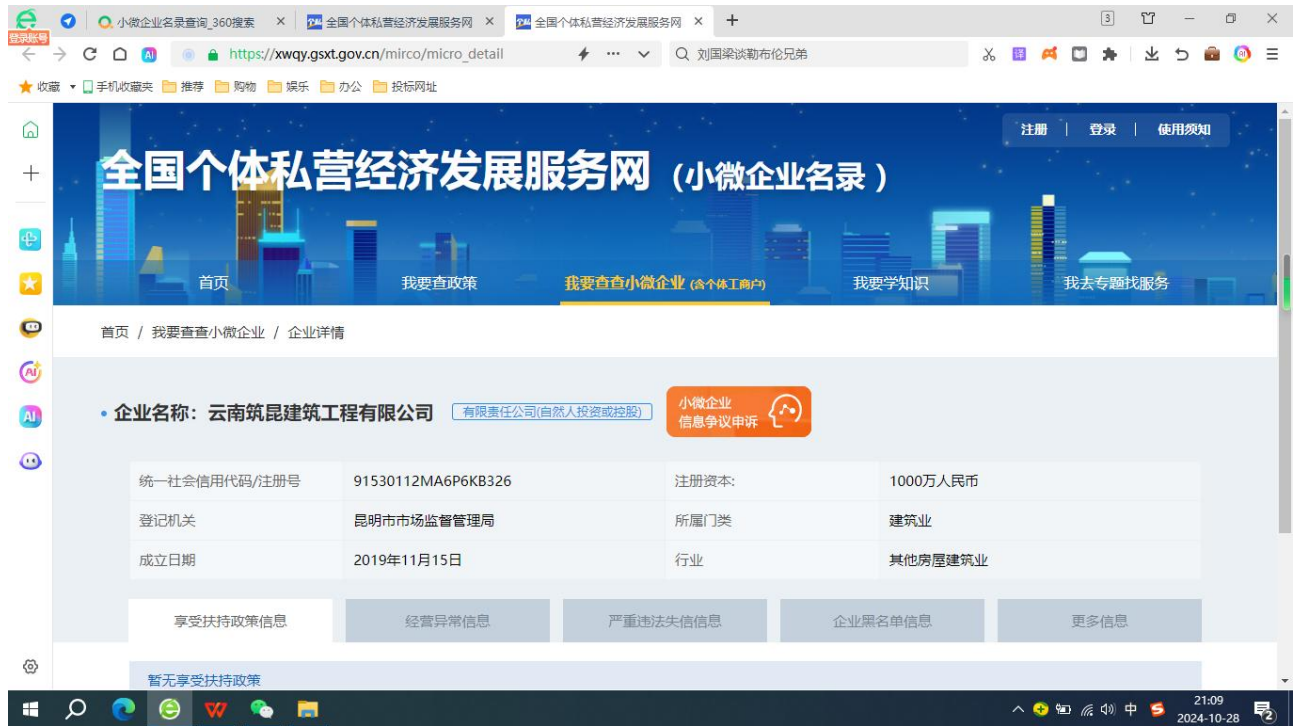 小微企业名录查询_360搜索
全国个体私营经济发展服务网
全国个体私营经济发展服务网
3
登录账号
https://xwqy.gsxt.gov.cn/mirco/micro_detail
刘国梁谈勒布伦兄弟
收藏
手机收藏夹
推荐
购物
娱乐
办公
投标网址
注册
登录
使用须知
全国个体私营经济发展服务网（小微企业名录）
首页
我要查政策
我要查查小微企业 (含个体工商户)
我要学知识
我去专题找服务
首页 / 我要查查小微企业 / 企业详情
企业名称：云南筑昆建筑工程有限公司
有限责任公司(自然人投资或控股)
小微企业
信息争议申诉
统一社会信用代码/注册号 91530112MA6P6KB326 注册资本: 1000万人民币
登记机关 昆明市市场监督管理局 所属门类 建筑业
成立日期 2019年11月15日 行业 其他房屋建筑业
享受扶持政策信息
经营异常信息
严重违法失信信息
企业黑名单信息
更多信息
暂无享受扶持政策
中
21:09
2024-10-28